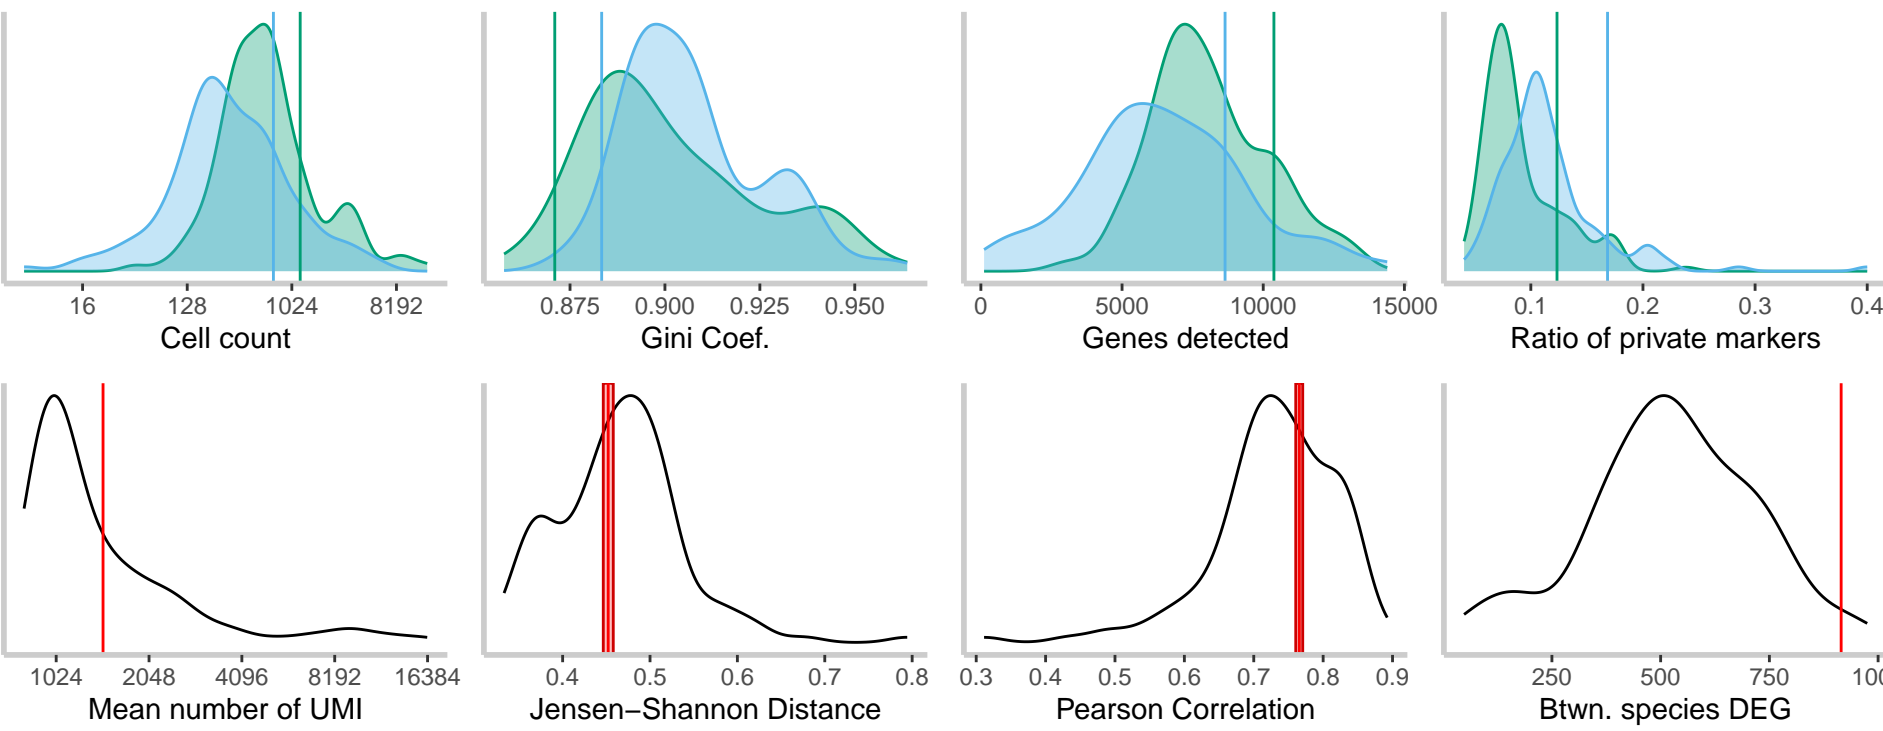 16 128 1024 8192
Cell count
0.875 0.900 0.925 0.950
Gini Coef.
0 5000 10000 15000
Genes detected
0.1 0.2 0.3 0.4
Ratio of private markers
1024 2048 4096 8192 16384
Mean number of UMI
0.4 0.5 0.6 0.7 0.8
Jensen−Shannon Distance
0.3 0.4 0.5 0.6 0.7 0.8 0.9
Pearson Correlation
250 500 750 100
Btwn. species DEG